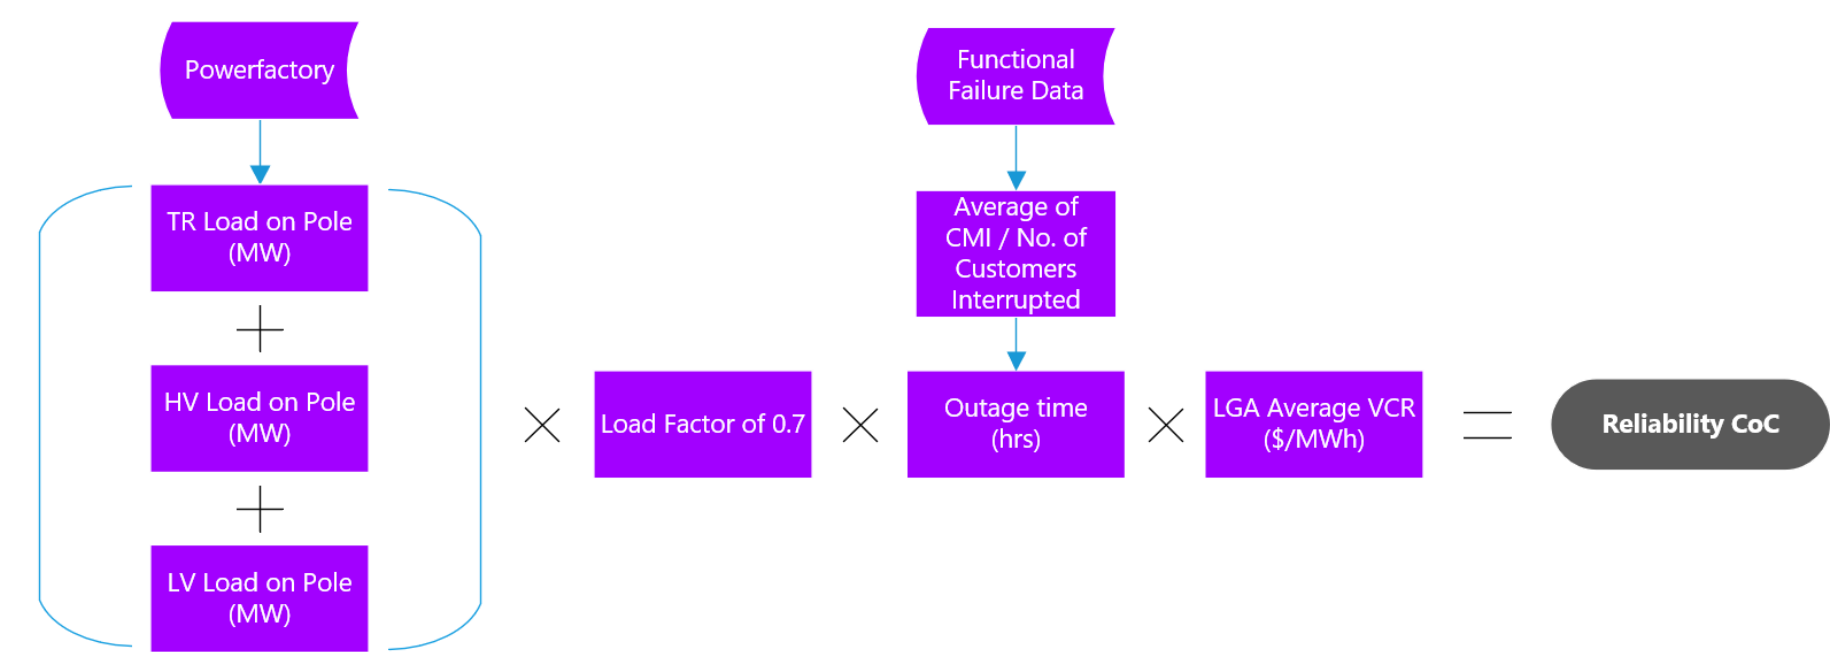 Powerfactory
TR Load on Pole
(MW)
HV Load on Pole
(MW)
LV Load on Pole
(MW)
Load Factor of 0.7
Functional
Failure Data
Average of
CMI / No. of
Customers
Interrupted
Outage time
(hrs)
LGA Average VCR
($/MWh)
Reliability CoC